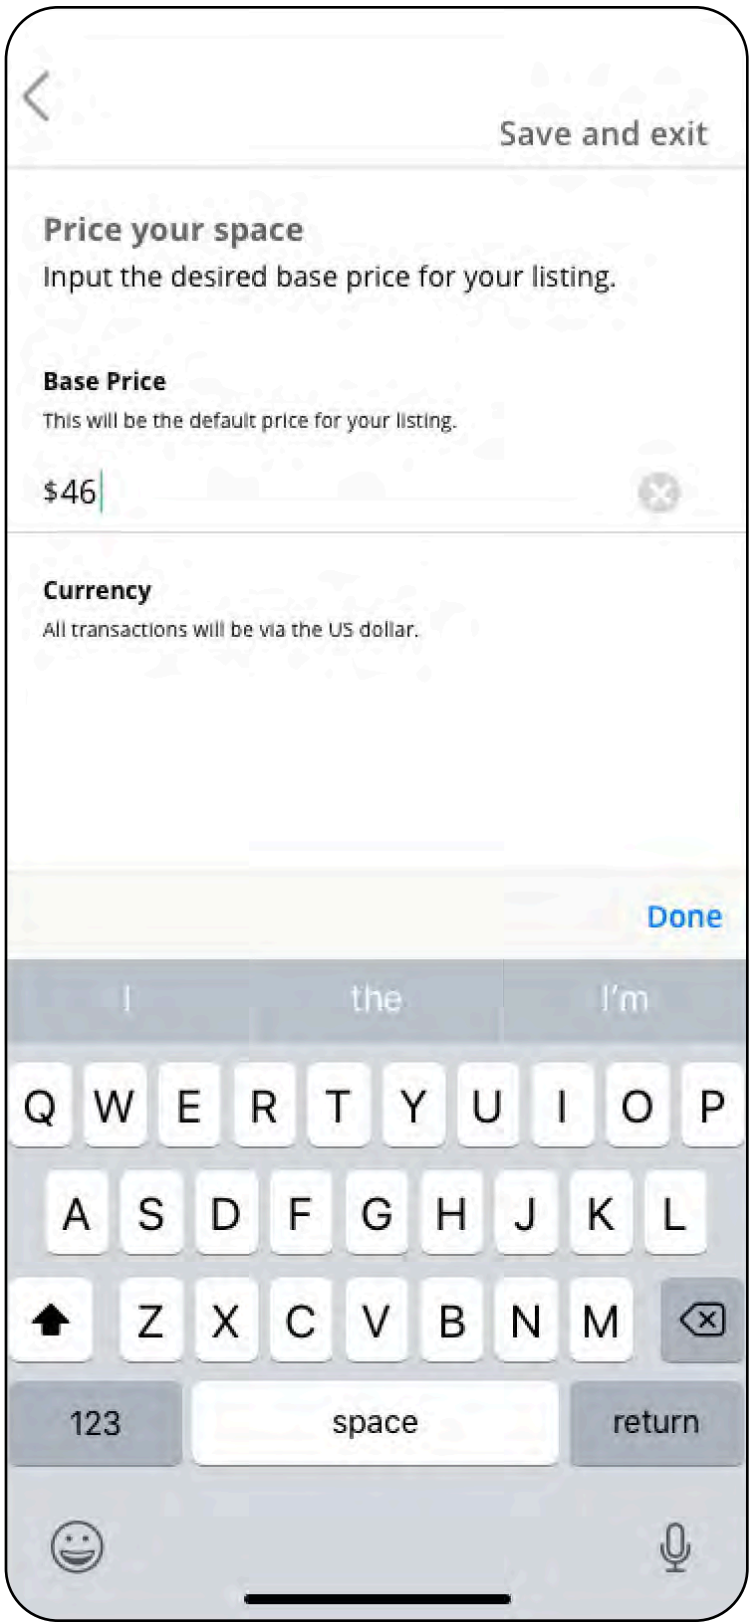 Save and exit
Price your space
Input the desired base price for your listing.
Base Price
This will be the default price for your listing.
$46
Currency
All transactions will be via the US dollar.
Done
I the I'm
Q W E R T Y U I O P
A S D F G H J K L
Z X C V B N M
123 space return